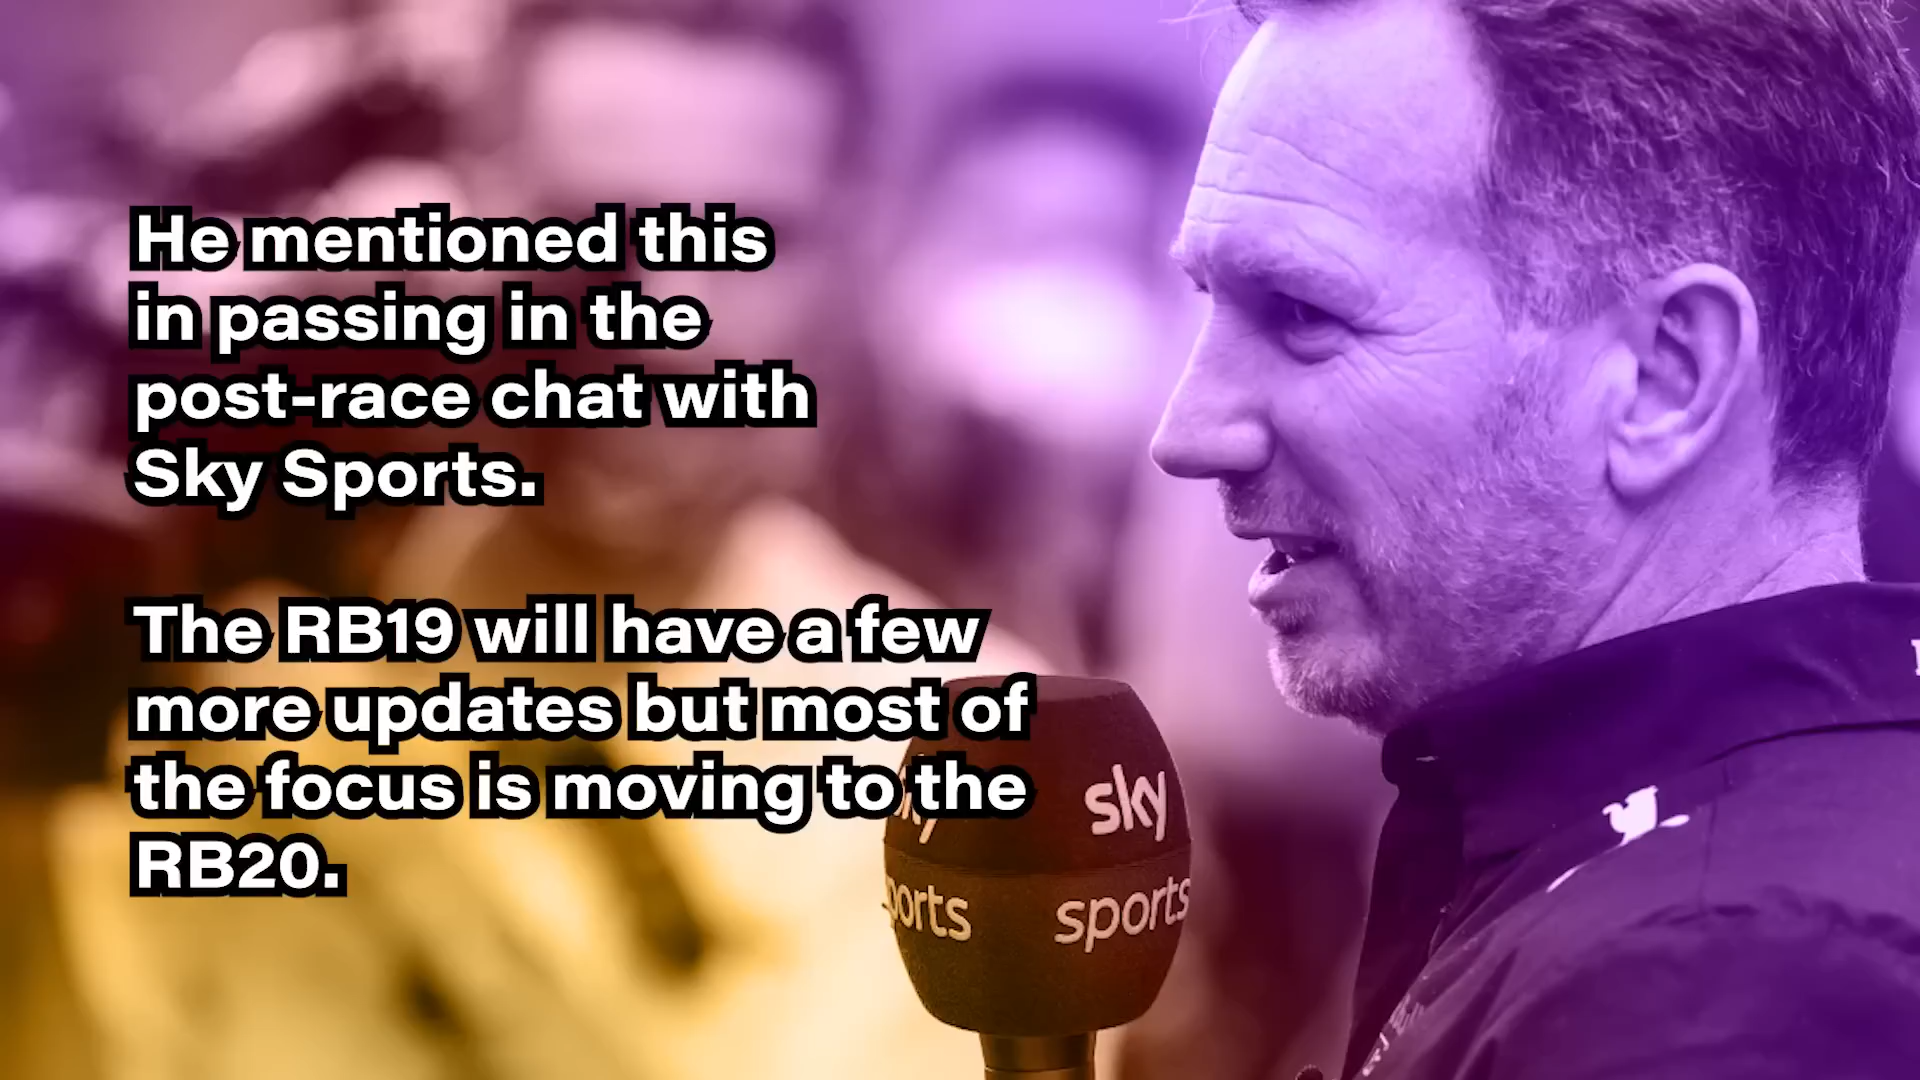 He mentioned this
in passing in the
post-race chat with
Sky Sports.
The RB19 will have a few
more updates but most of
the focus is moving to the
RB20.
sky
sports